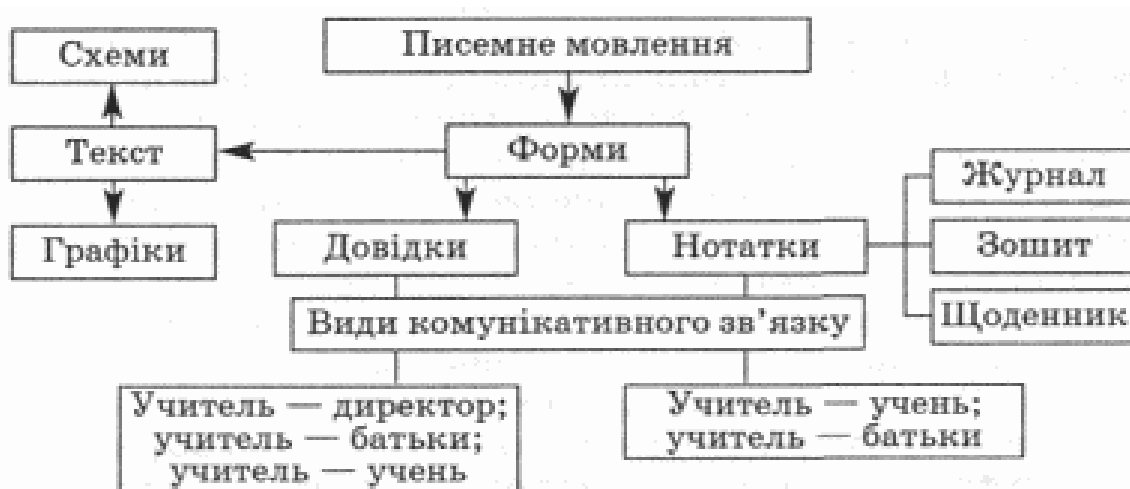 Схеми
Писемне мовлення
Текст
Форми
Журнал
Графіки
Довідки
Нотатки
Зошит
Види комунікативного зв’язку
Щоденник
Учитель — директор;
учитель — батьки;
учитель — учень
Учитель — учень;
учитель — батьки